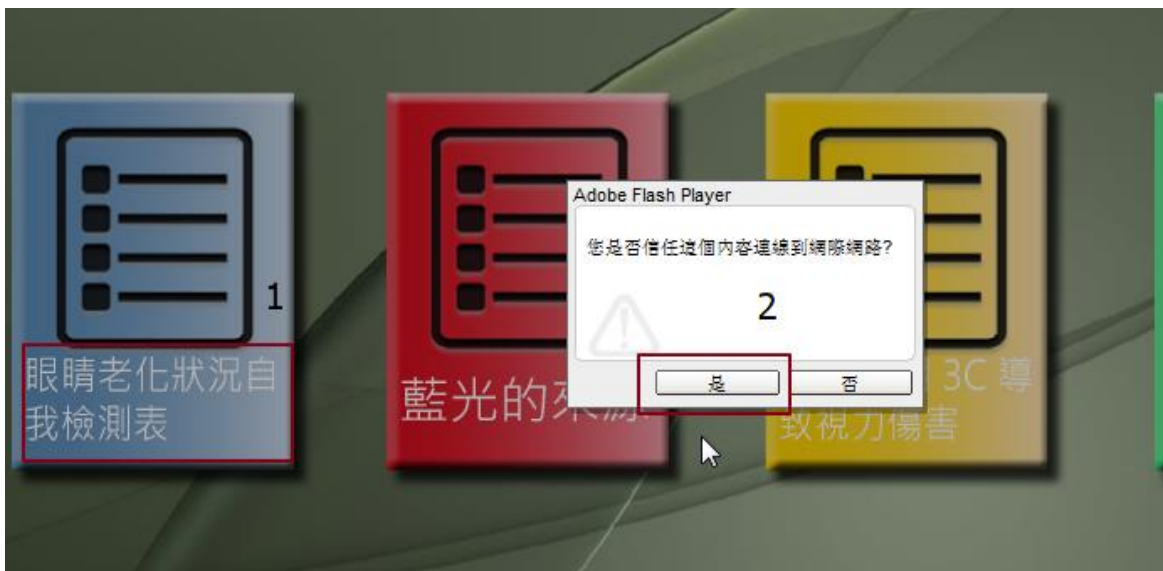 1
眼睛老化狀況自
我檢測表
藍光的來源
Adobe Flash Player
您是否信任這個內容連線到網際網路?
2
是
否
3C 導
致視力傷害